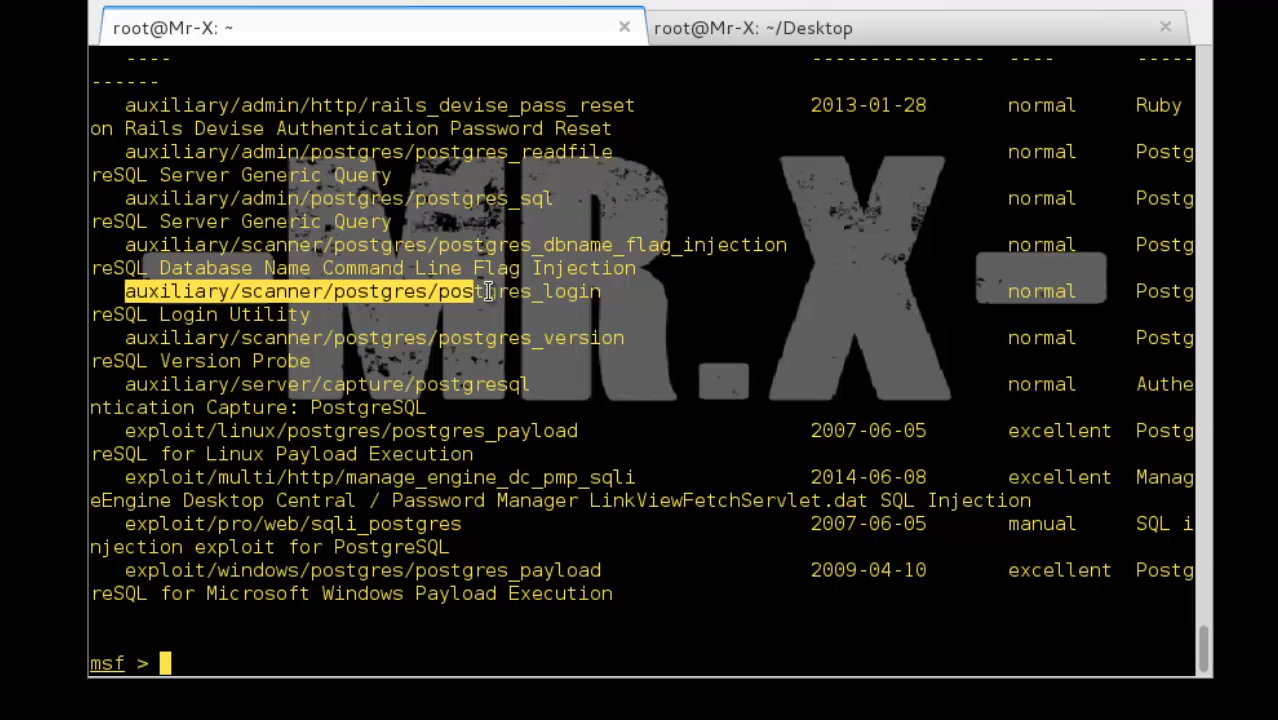 root@Mr-X: ~ × root@Mr-X: ~/Desktop ×
---- --------------- ---- -----
------
auxiliary/admin/http/rails_devise_pass_reset 2013-01-28 normal Ruby
on Rails Devise Authentication Password Reset
auxiliary/admin/postgres/postgres_readfile normal Postg
reSQL Server Generic Query
auxiliary/admin/postgres/postgres_sql normal Postg
reSQL Server Generic Query
auxiliary/scanner/postgres/postgres_dbname_flag_injection normal Postg
reSQL Database Name Command Line Flag Injection
auxiliary/scanner/postgres/postgres_login normal Postg
reSQL Login Utility
auxiliary/scanner/postgres/postgres_version normal Postg
reSQL Version Probe
auxiliary/server/capture/postgresql normal Authe
ntication Capture: PostgreSQL
exploit/linux/postgres/postgres_payload 2007-06-05 excellent Postg
reSQL for Linux Payload Execution
exploit/multi/http/manage_engine_dc_pmp_sqli 2014-06-08 excellent Manag
eEngine Desktop Central / Password Manager LinkViewFetchServlet.dat SQL Injection
exploit/pro/web/sqli_postgres 2007-06-05 manual SQL i
njection exploit for PostgreSQL
exploit/windows/postgres/postgres_payload 2009-04-10 excellent Postg
reSQL for Microsoft Windows Payload Execution
msf >
-MR.X-